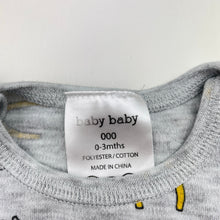 baby baby
000
0-3mths
POLYESTER/COTTON
MADE IN CHINA